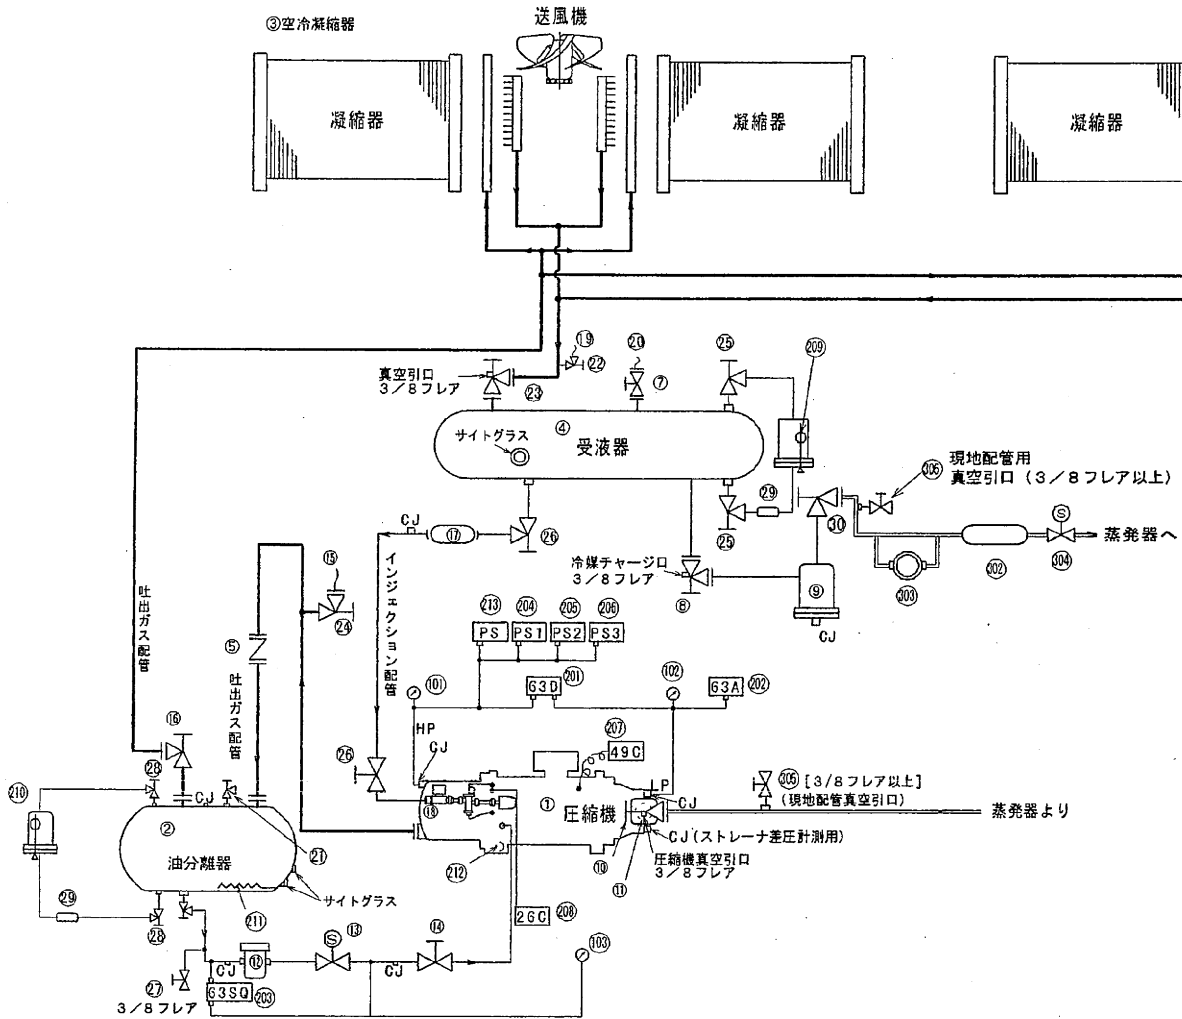 送風機
③空冷凝縮器
凝縮器
凝縮器
凝縮器
⑲
⑳
㉕
209
真空引口
3/8フレア
㉒
㉓
⑦
④
サイトグラス
受液器
306
現地配管用
真空引口(3/8フレア以上)
CJ
⑰
㉖
㉙
㉕
㉚
S
蒸発器へ
302
304
303
冷媒チャージ口
3/8フレア
⑧
⑨
CJ
⑮
㉔
吐出ガス配管
⑤
吐出ガス配管
インジェクション配管
213
204
205
206
PS
PS1
PS2
PS3
101
201
102
63D
63A
202
HP
CJ
207
49C
LP
CJ
⑯
㉖
305
[3/8フレア以上]
(現地配管真空引口)
蒸発器より
210
㉘
CJ
②
㉑
⑱
①
圧縮機
CJ(ストレーナ差圧計測用)
圧縮機真空引口
3/8フレア
油分離器
212
⑩
⑪
サイトグラス
㉙
㉘
211
26C
208
S
⑬
⑭
103
CJ
⑫
CJ
㉗
3/8フレア
63SQ
203